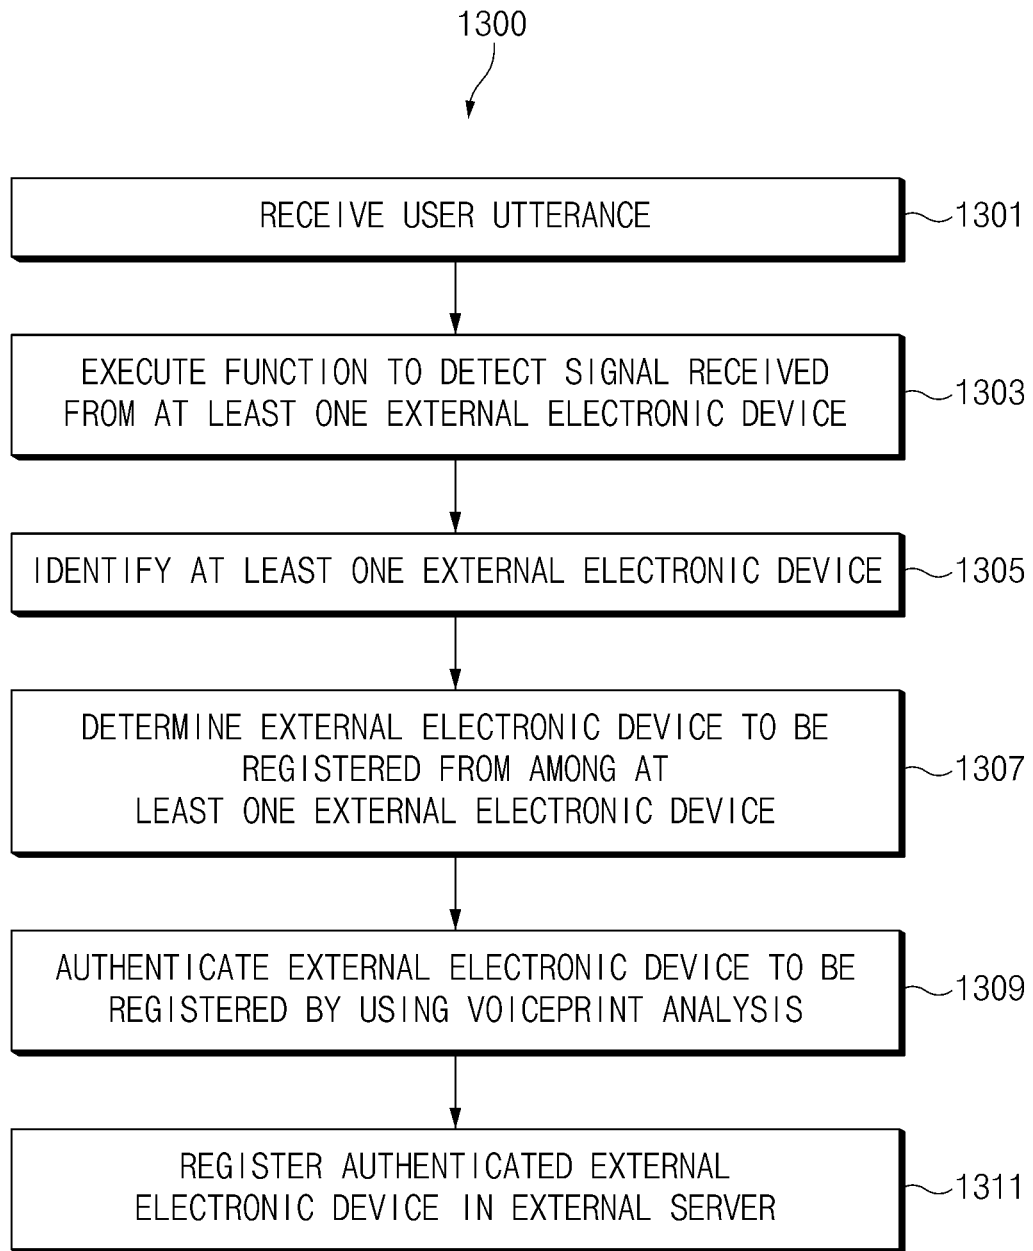 1300
RECEIVE USER UTTERANCE
1301
EXECUTE FUNCTION TO DETECT SIGNAL RECEIVED
FROM AT LEAST ONE EXTERNAL ELECTRONIC DEVICE
1303
IDENTIFY AT LEAST ONE EXTERNAL ELECTRONIC DEVICE
1305
DETERMINE EXTERNAL ELECTRONIC DEVICE TO BE
REGISTERED FROM AMONG AT
LEAST ONE EXTERNAL ELECTRONIC DEVICE
1307
AUTHENTICATE EXTERNAL ELECTRONIC DEVICE TO BE
REGISTERED BY USING VOICEPRINT ANALYSIS
1309
REGISTER AUTHENTICATED EXTERNAL
ELECTRONIC DEVICE IN EXTERNAL SERVER
1311